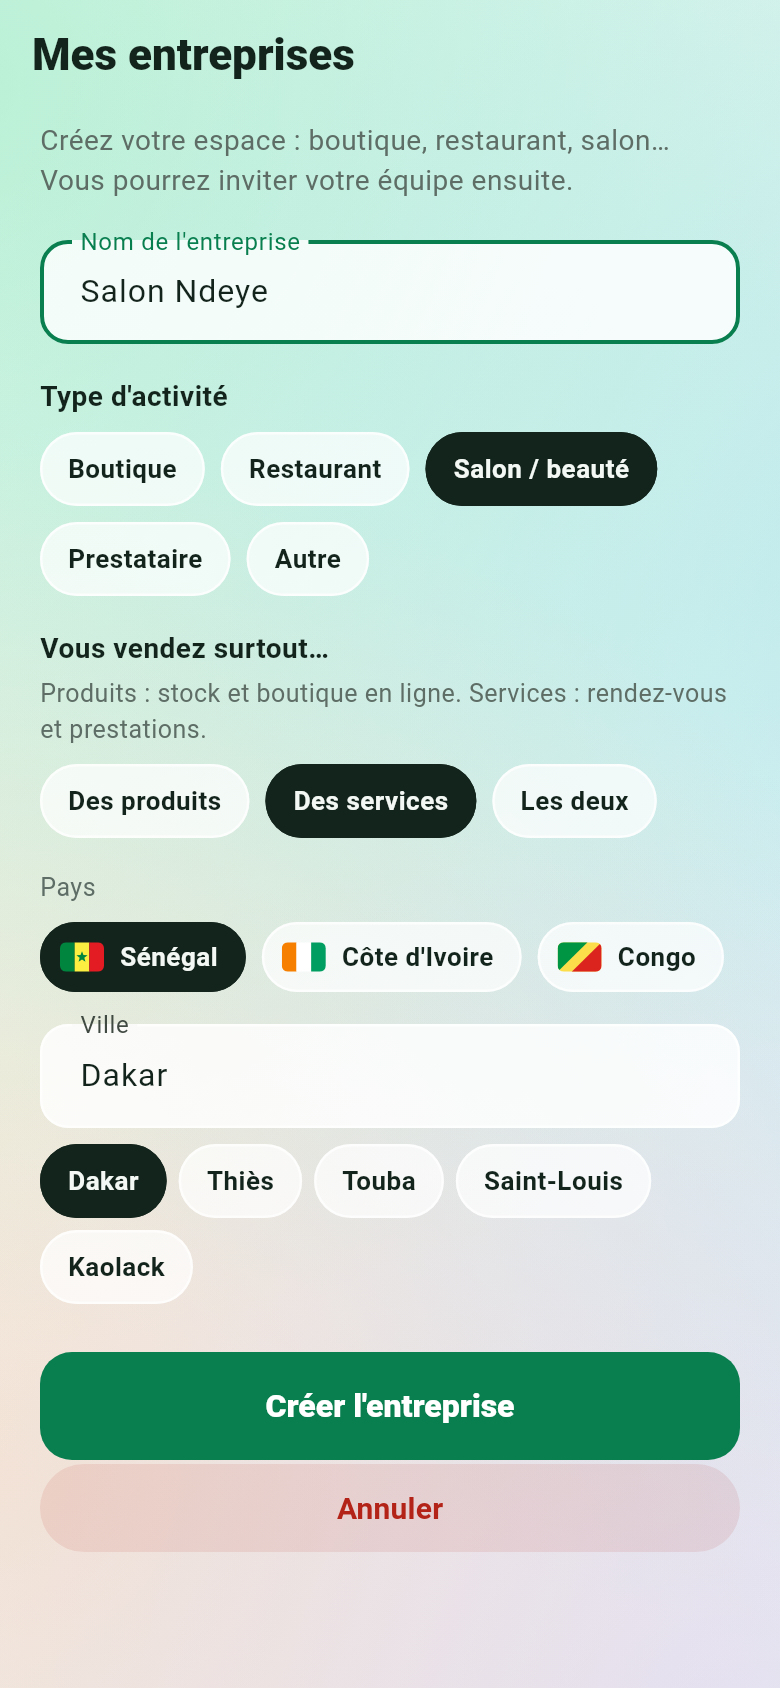 Mes entreprises
Créez votre espace : boutique, restaurant, salon…
Vous pourrez inviter votre équipe ensuite.
Nom de l'entreprise
Salon Ndeye
Type d'activité
Boutique Restaurant Salon / beauté
Prestataire Autre
Vous vendez surtout…
Produits : stock et boutique en ligne. Services : rendez-vous
et prestations.
Des produits Des services Les deux
Pays
Sénégal Côte d'Ivoire Congo
Ville
Dakar
Dakar Thiès Touba Saint-Louis
Kaolack
Créer l'entreprise
Annuler